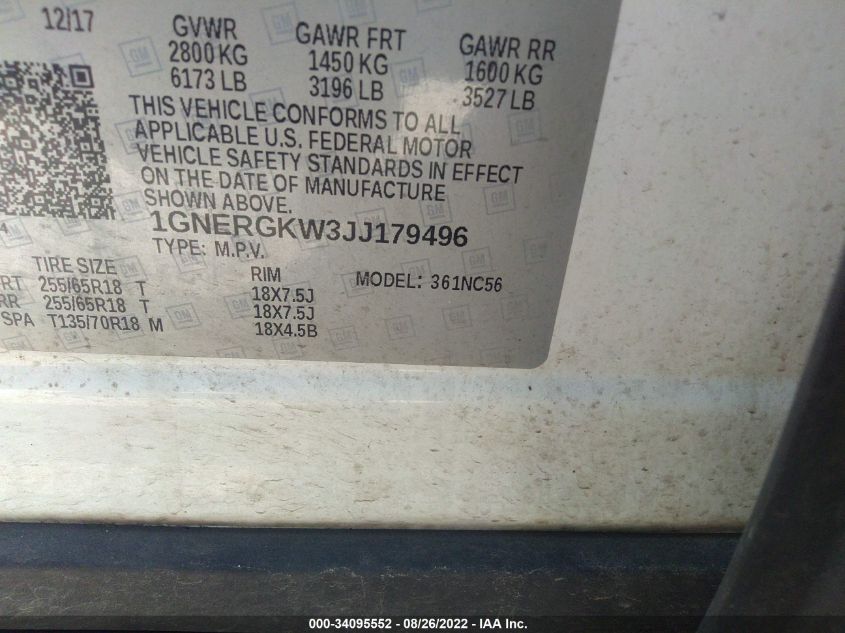 12/17 GVWR GAWR FRT GAWR RR
2800 KG 1450 KG 1600 KG
6173 LB 3196 LB 3527 LB
THIS VEHICLE CONFORMS TO ALL
APPLICABLE U.S. FEDERAL MOTOR
VEHICLE SAFETY STANDARDS IN EFFECT
ON THE DATE OF MANUFACTURE
SHOWN ABOVE.
1GNERGKW3JJ179496
TYPE: M.P.V.
TIRE SIZE RIM MODEL: 361NC56
FRT 255/65R18 T 18X7.5J
RR 255/65R18 T 18X7.5J
SPA T135/70R18 M 18X4.5B
000-34095552 - 08/26/2022 - IAA Inc.